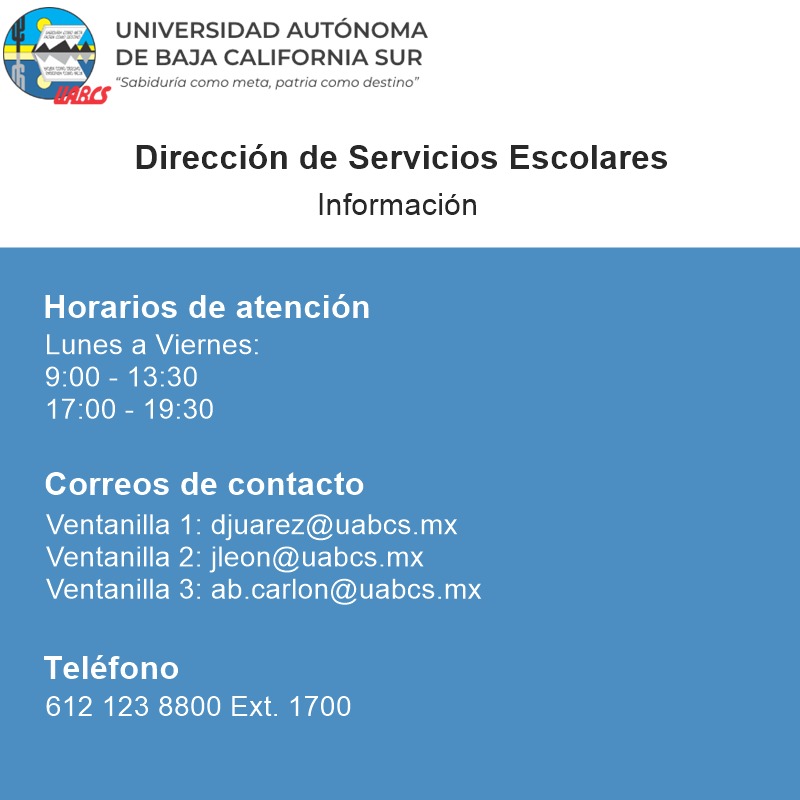 UNIVERSIDAD AUTÓNOMA
DE BAJA CALIFORNIA SUR
“Sabiduría como meta, patria como destino”
UABCS
Dirección de Servicios Escolares
Información
Horarios de atención
Lunes a Viernes:
9:00 - 13:30
17:00 - 19:30
Correos de contacto
Ventanilla 1: djuarez@uabcs.mx
Ventanilla 2: jleon@uabcs.mx
Ventanilla 3: ab.carlon@uabcs.mx
Teléfono
612 123 8800 Ext. 1700